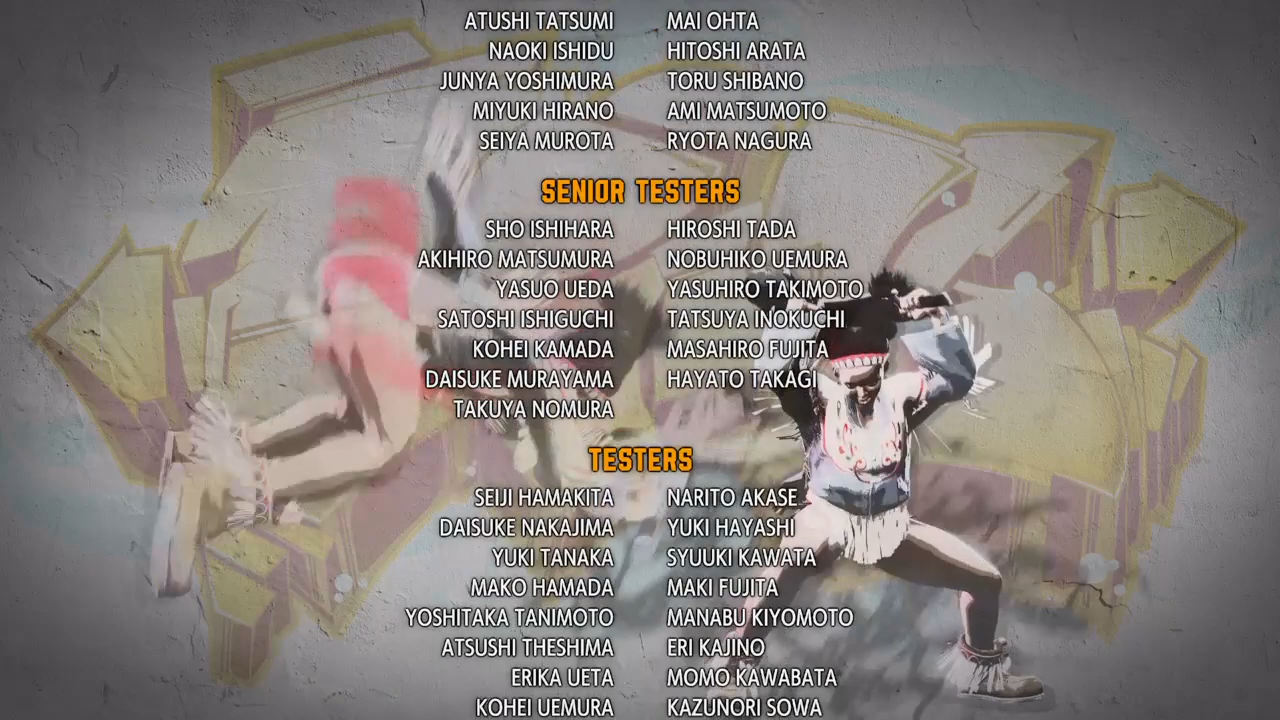 ATUSHI TATSUMI MAI OHTA
NAOKI ISHIDU HITOSHI ARATA
JUNYA YOSHIMURA TORU SHIBANO
MIYUKI HIRANO AMI MATSUMOTO
SEIYA MUROTA RYOTA NAGURA
SENIOR TESTERS
SHO ISHIHARA HIROSHI TADA
AKIHIRO MATSUMURA NOBUHIKO UEMURA
YASUO UEDA YASUHIRO TAKIMOTO
SATOSHI ISHIGUCHI TATSUYA INOKUCHI
KOHEI KAMADA MASAHIRO FUJITA
DAISUKE MURAYAMA HAYATO TAKAGI
TAKUYA NOMURA
TESTERS
SEIJI HAMAKITA NARITO AKASE
DAISUKE NAKAJIMA YUKI HAYASHI
YUKI TANAKA SYUUKI KAWATA
MAKO HAMADA MAKI FUJITA
YOSHITAKA TANIMOTO MANABU KIYOMOTO
ATSUSHI THESHIMA ERI KAJINO
ERIKA UETA MOMO KAWABATA
KOHEI UEMURA KAZUNORI SOWA